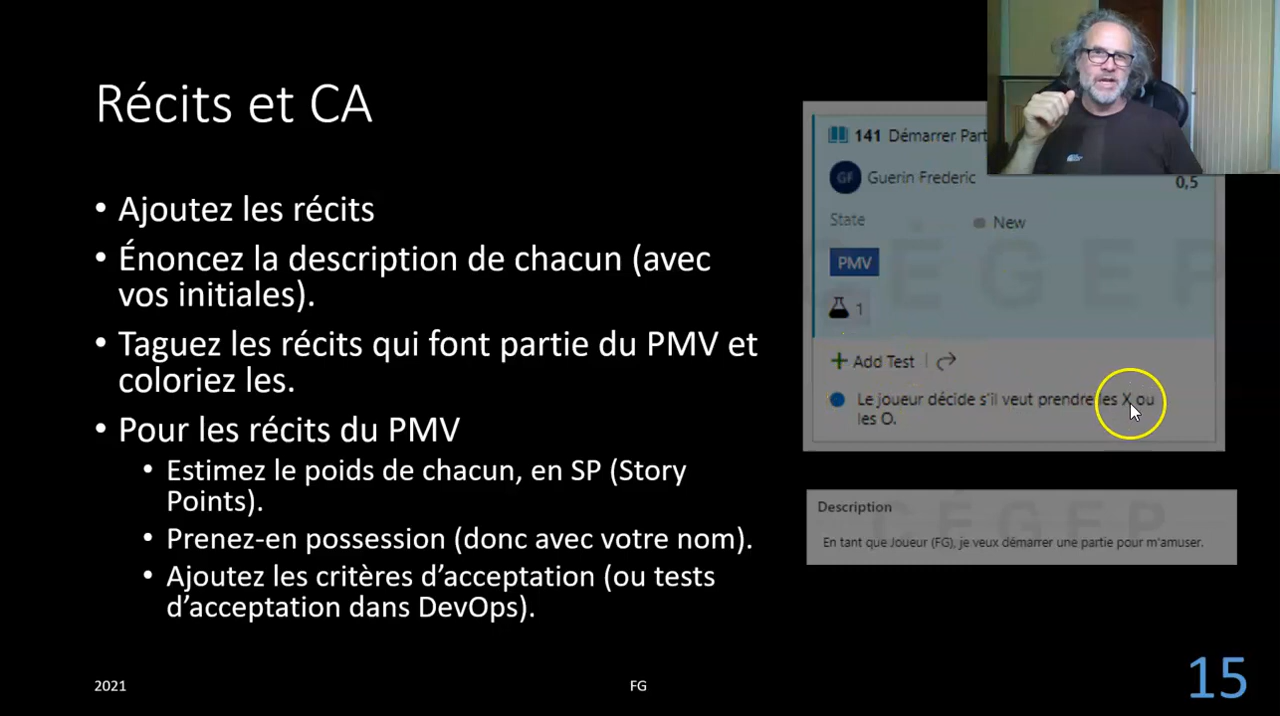 Récits et CA
• Ajoutez les récits
• Énoncez la description de chacun (avec
vos initiales).
• Taguez les récits qui font partie du PMV et
coloriez les.
• Pour les récits du PMV
• Estimez le poids de chacun, en SP (Story
Points).
• Prenez-en possession (donc avec votre nom).
• Ajoutez les critères d'acceptation (ou tests
d'acceptation dans DevOps).
141 Démarrer Part
GF Guerin Frederic
0,5
State New
PMV
1
+ Add Test
Le joueur décide s'il veut prendre les X ou
les O.
CÉGEP
Description
En tant que Joueur (FG), je veux démarrer une partie pour m'amuser.
CÉGEP
2021
FG
15